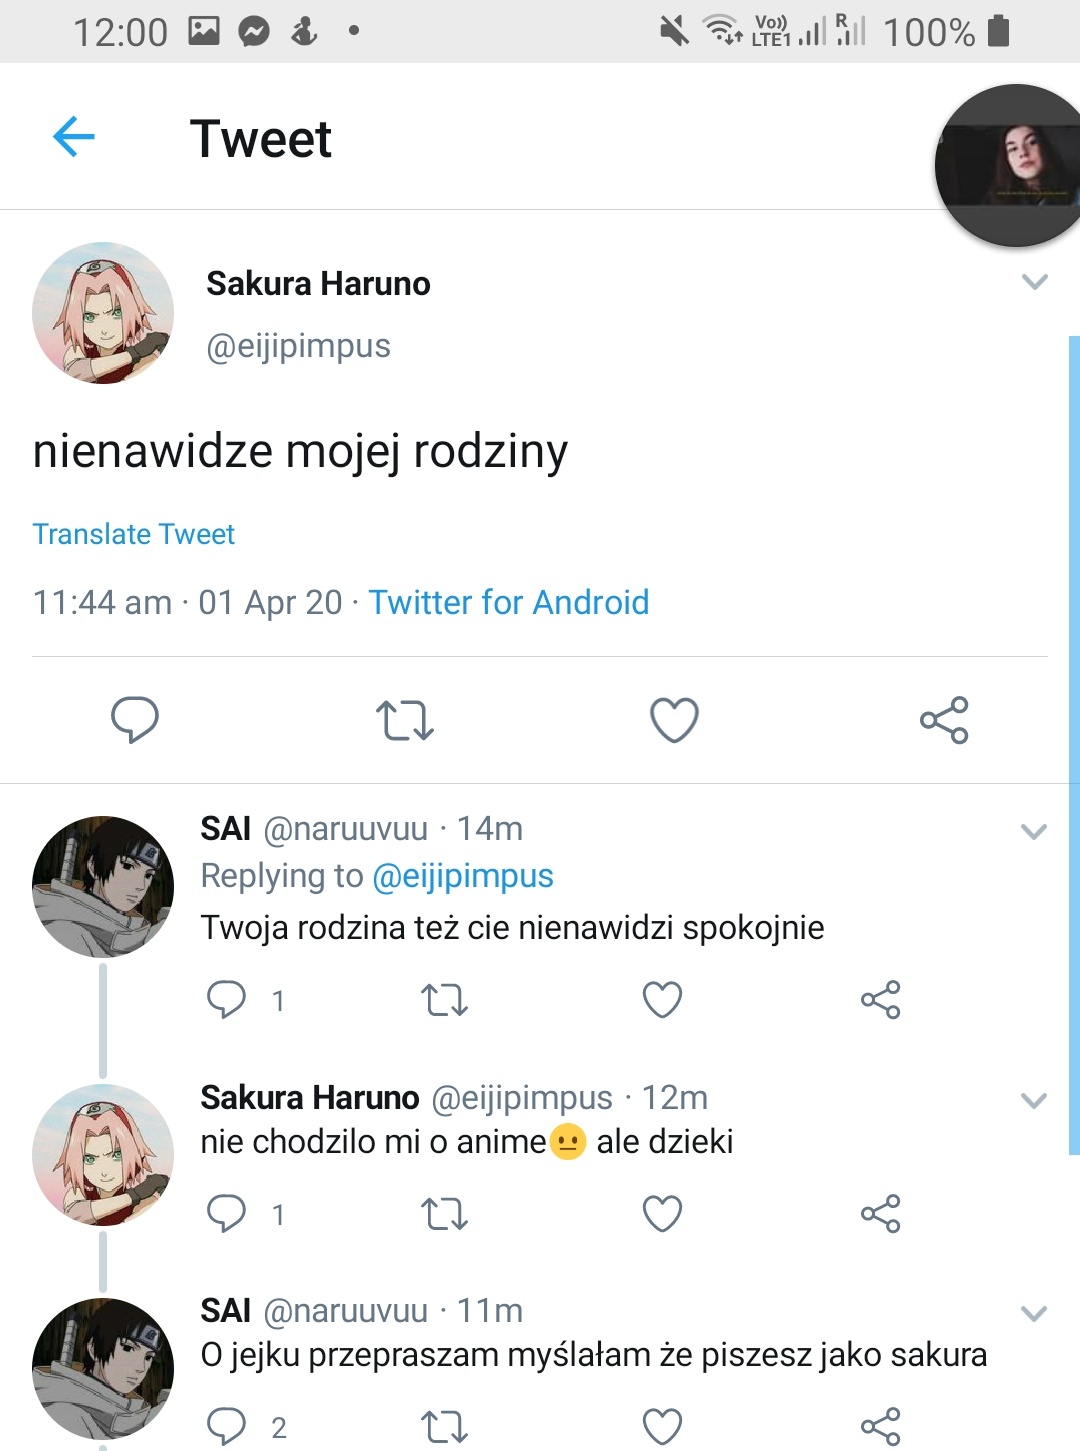 12:00
Vo)) LTE1 R 100%
Tweet
Sakura Haruno
@eijipimpus
nienawidze mojej rodziny
Translate Tweet
11:44 am · 01 Apr 20 · Twitter for Android
SAI @naruuvuu · 14m
Replying to @eijipimpus
Twoja rodzina też cie nienawidzi spokojnie
1
Sakura Haruno @eijipimpus · 12m
nie chodzilo mi o anime😐 ale dzieki
1
SAI @naruuvuu · 11m
O jejku przepraszam myślałam że piszesz jako sakura
2